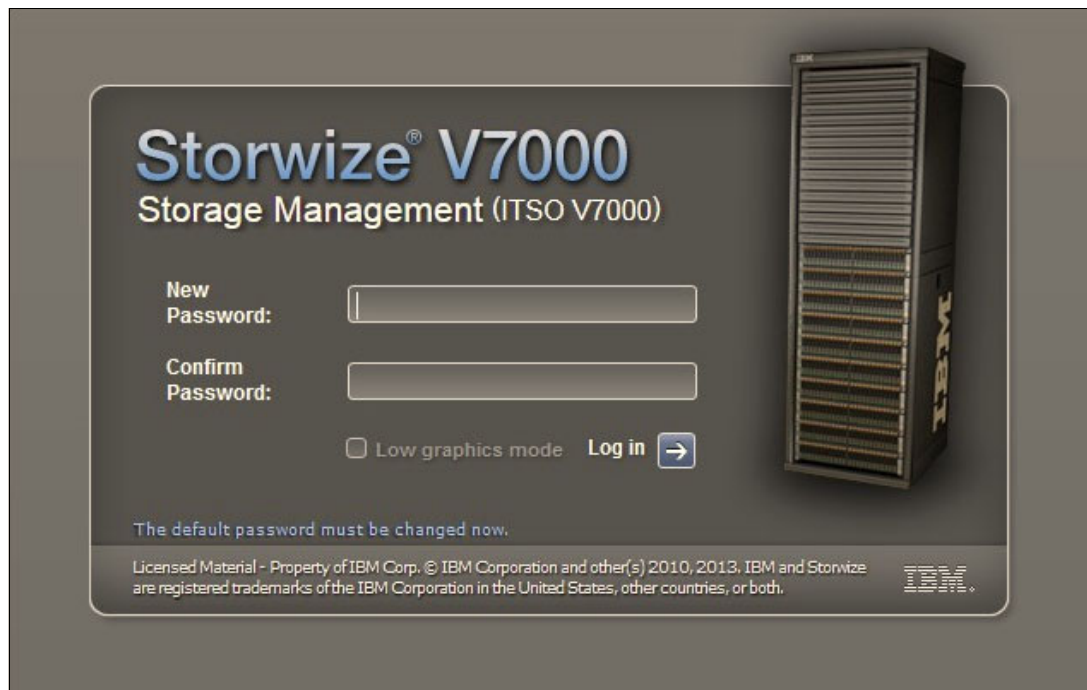 Storwize® V7000
Storage Management (ITSO V7000)
New
Password:
Confirm
Password:
Low graphics mode Log in
The default password must be changed now.
Licensed Material - Property of IBM Corp. © IBM Corporation and other(s) 2010, 2013. IBM and Storwize
are registered trademarks of the IBM Corporation in the United States, other countries, or both.
IBM.
IBM
IBM